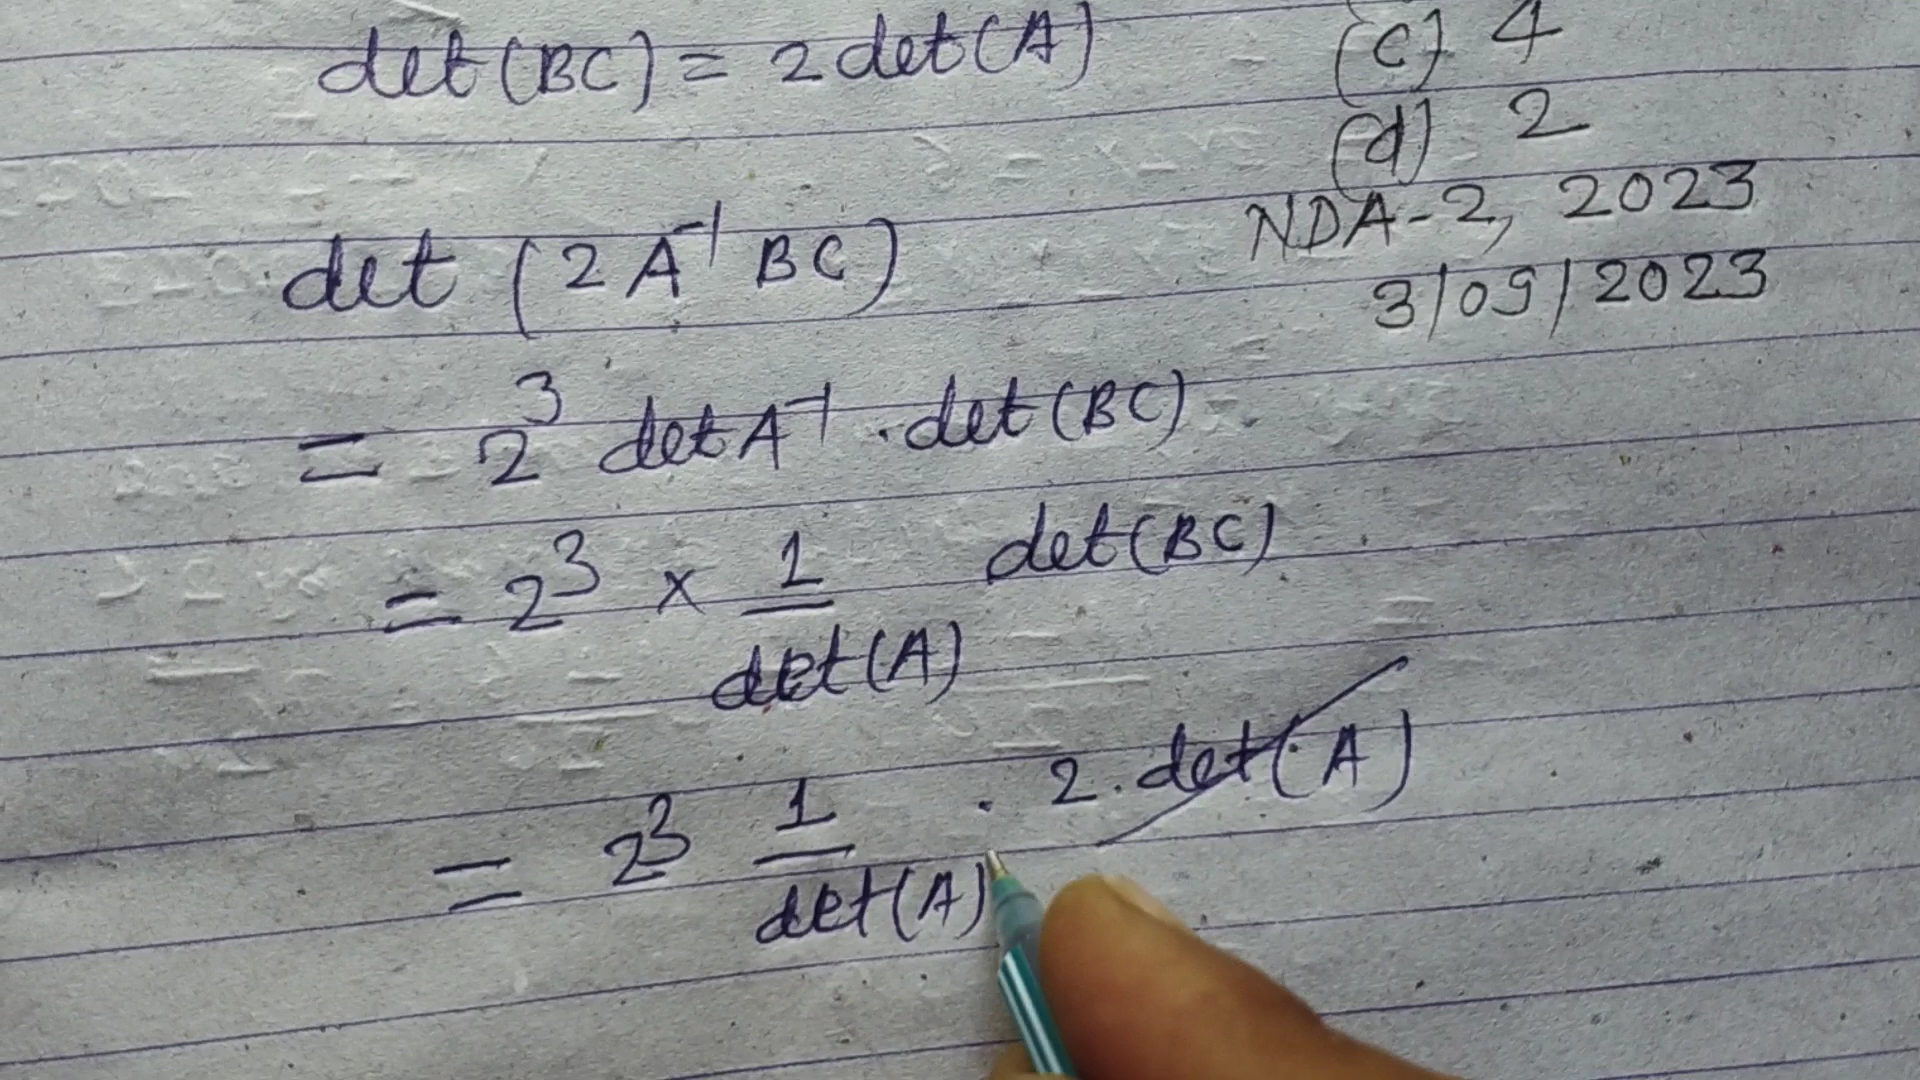 det(BC) = 2 det(A)
(c) 4
(d) 2
NDA-2, 2023
3/09/2023
det (2 A⁻¹ BC)
= 2³ det A⁻¹ . det(BC)
= 2³ × 1/det(A) det(BC)
= 2³ 1/det(A) . 2 . det(A)